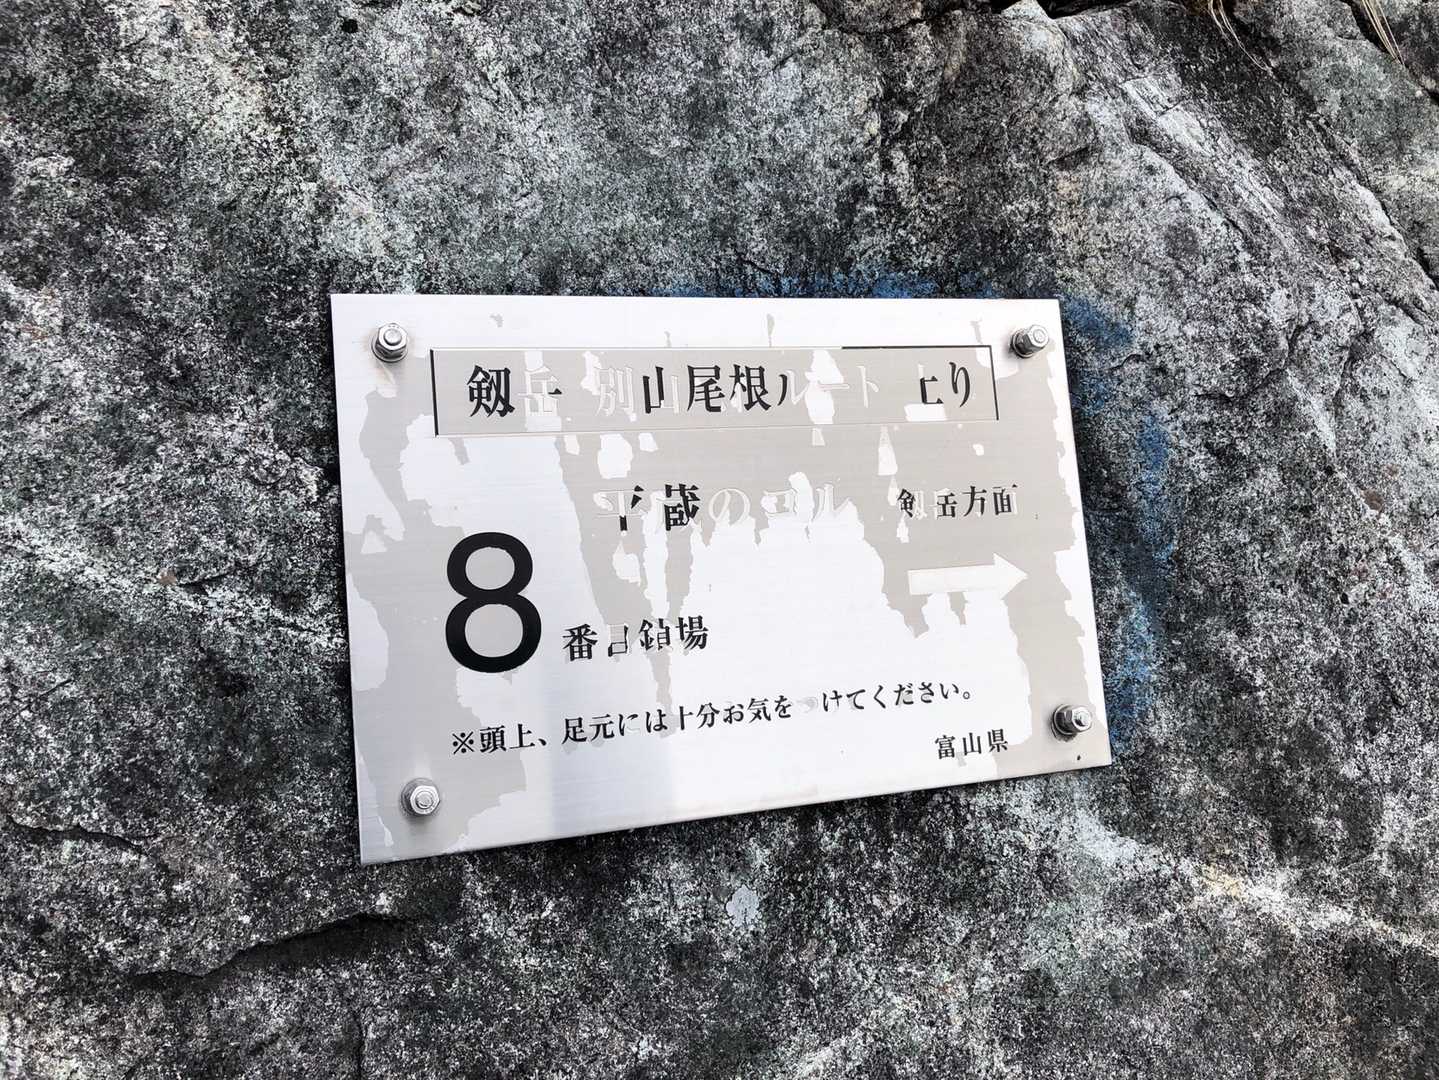 剱岳 別山尾根ルート 上り
平蔵のコル 剱岳方面
8番目鎖場
※頭上、足元には十分お気をつけてください。
富山県